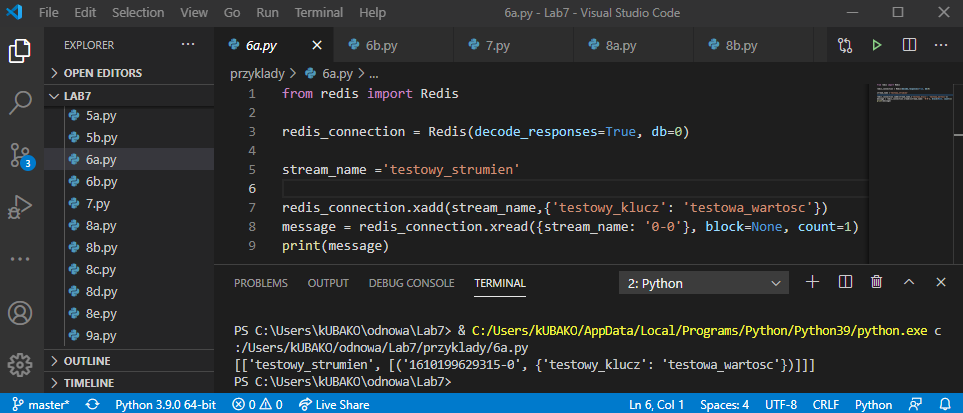 File Edit Selection View Go Run Terminal Help 6a.py - Lab7 - Visual Studio Code
EXPLORER
6a.py 6b.py 7.py 8a.py 8b.py
OPEN EDITORS
przyklady > 6a.py > ...
LAB7
5a.py
5b.py
6a.py
6b.py
7.py
8a.py
8b.py
8c.py
8d.py
8e.py
9a.py
OUTLINE
TIMELINE
3
1 from redis import Redis
2
3 redis_connection = Redis(decode_responses=True, db=0)
4
5 stream_name ='testowy_strumien'
6
7 redis_connection.xadd(stream_name,{'testowy_klucz': 'testowa_wartosc'})
8 message = redis_connection.xread({stream_name: '0-0'}, block=None, count=1)
9 print(message)
PROBLEMS OUTPUT DEBUG CONSOLE TERMINAL 2: Python
PS C:\Users\kUBAKO\odnowa\Lab7> & C:/Users/kUBAKO/AppData/Local/Programs/Python/Python39/python.exe c
:/Users/kUBAKO/odnowa/Lab7/przyklady/6a.py
[['testowy_strumien', [('1610199629315-0', {'testowy_klucz': 'testowa_wartosc'})]]]
PS C:\Users\kUBAKO\odnowa\Lab7>
master* Python 3.9.0 64-bit 0 0 Live Share Ln 6, Col 1 Spaces: 4 UTF-8 CRLF Python